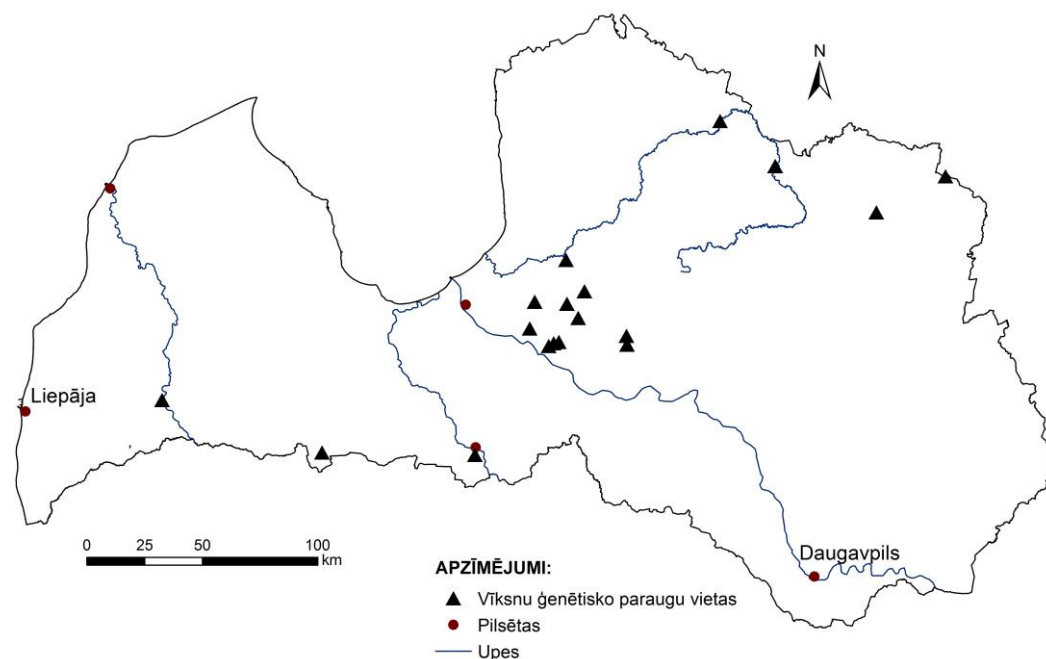 N
Liepāja
0 25 50 100
km
Daugavpils
APZĪMĒJUMI:
Vīksnu ģenētisko paraugu vietas
Pilsētas
Upes